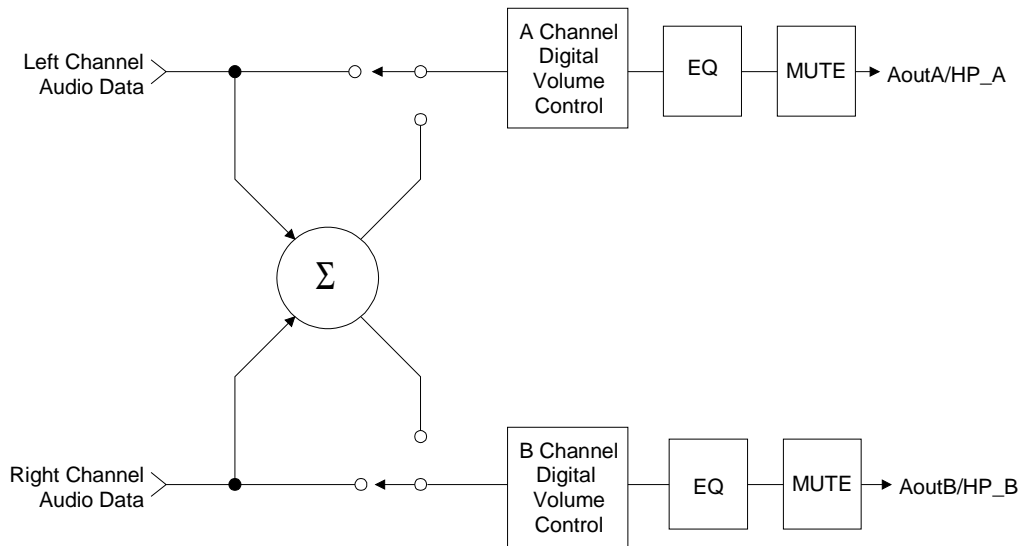 Left Channel
Audio Data
A Channel
Digital
Volume
Control
EQ
MUTE
AoutA/HP_A
Σ
Right Channel
Audio Data
B Channel
Digital
Volume
Control
EQ
MUTE
AoutB/HP_B